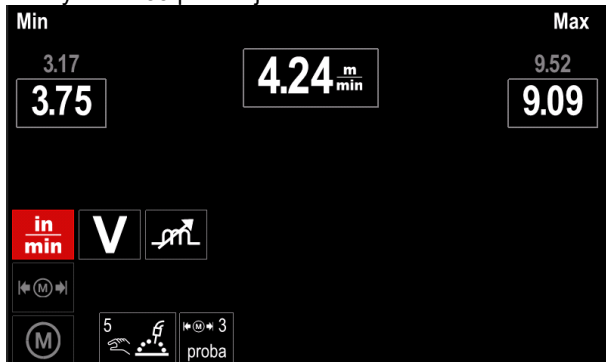 Min Max
3.17 4.24 m/min 9.52
3.75 9.09
in/min V
M
M 5 M 3
proba